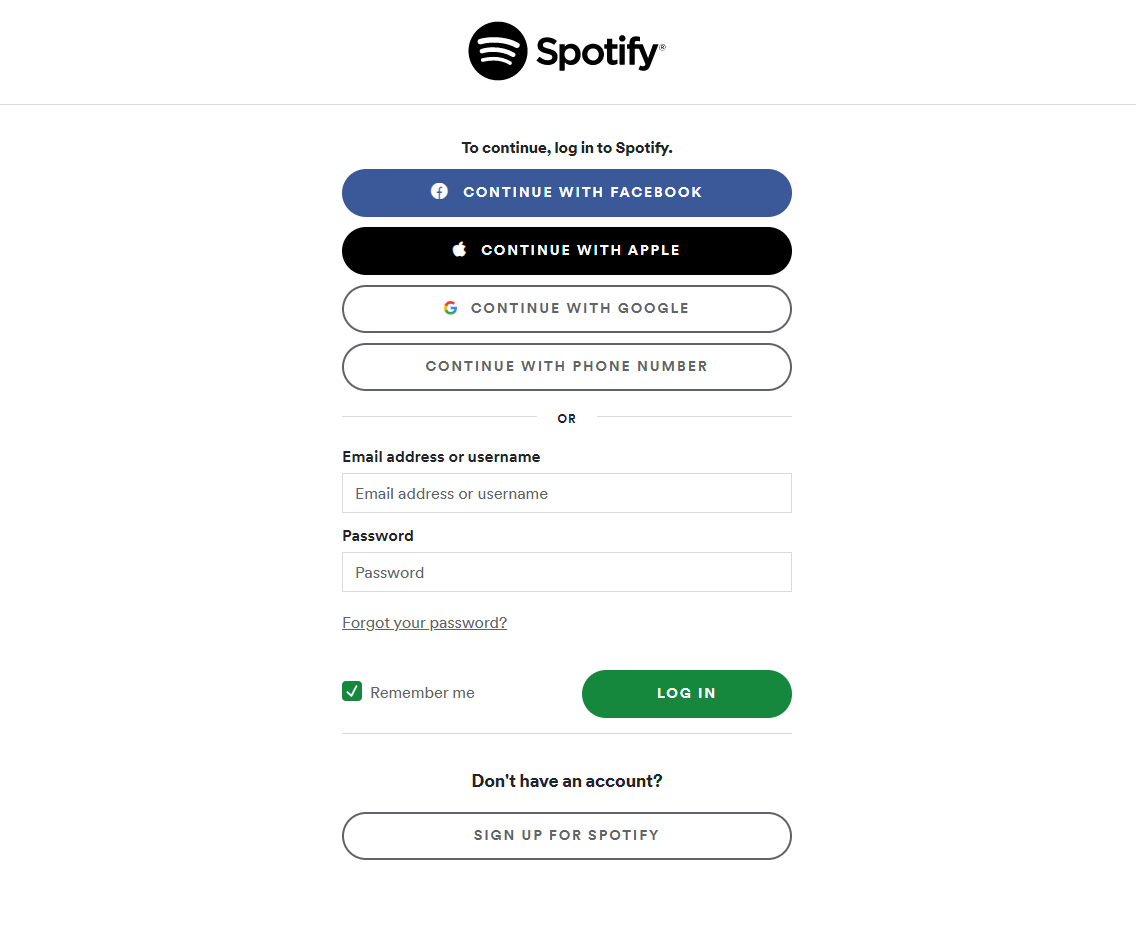 Spotify®
To continue, log in to Spotify.
CONTINUE WITH FACEBOOK
CONTINUE WITH APPLE
CONTINUE WITH GOOGLE
CONTINUE WITH PHONE NUMBER
OR
Email address or username
Email address or username
Password
Password
Forgot your password?
Remember me
LOG IN
Don't have an account?
SIGN UP FOR SPOTIFY